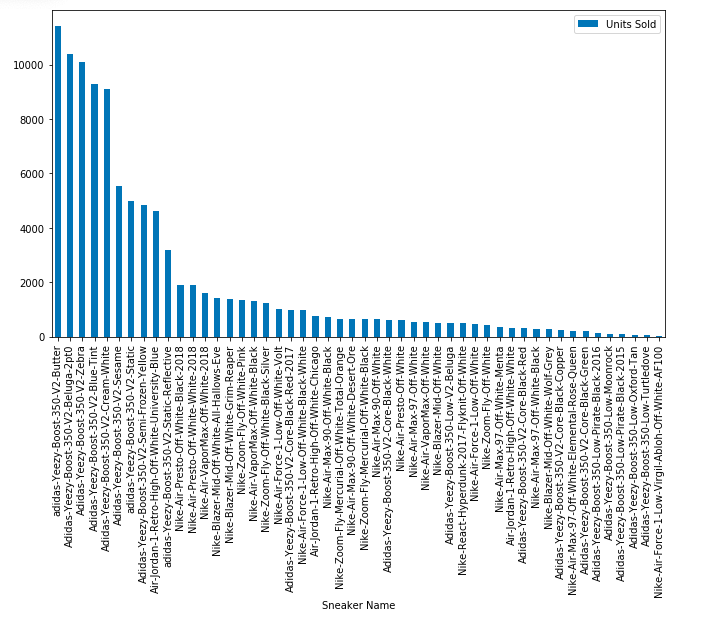 Units Sold
10000
8000
6000
4000
2000
0
adidas-Yeezy-Boost-350-V2-Butter
Adidas-Yeezy-Boost-350-V2-Beluga-2pt0
Adidas-Yeezy-Boost-350-V2-Zebra
Adidas-Yeezy-Boost-350-V2-Blue-Tint
Adidas-Yeezy-Boost-350-V2-Cream-White
Adidas-Yeezy-Boost-350-V2-Sesame
adidas-Yeezy-Boost-350-V2-Static
Adidas-Yeezy-Boost-350-V2-Semi-Frozen-Yellow
Air-Jordan-1-Retro-High-Off-White-University-Blue
adidas-Yeezy-Boost-350-V2-Static-Reflective
Nike-Air-Presto-Off-White-Black-2018
Nike-Air-Presto-Off-White-White-2018
Nike-Air-VaporMax-Off-White-2018
Nike-Blazer-Mid-Off-White-All-Hallows-Eve
Nike-Blazer-Mid-Off-White-Grim-Reaper
Nike-Zoom-Fly-Off-White-Pink
Nike-Air-VaporMax-Off-White-Black
Nike-Zoom-Fly-Off-White-Black-Silver
Nike-Air-Force-1-Low-Off-White-Volt
Adidas-Yeezy-Boost-350-V2-Core-Black-Red-2017
Nike-Air-Force-1-Low-Off-White-Black-White
Air-Jordan-1-Retro-High-Off-White-Chicago
Nike-Air-Max-90-Off-White-Black
Nike-Zoom-Fly-Mercurial-Off-White-Total-Orange
Nike-Air-Max-90-Off-White-Desert-Ore
Nike-Zoom-Fly-Mercurial-Off-White-Black
Nike-Air-Max-90-Off-White
Adidas-Yeezy-Boost-350-V2-Core-Black-White
Nike-Air-Presto-Off-White
Nike-Air-Max-97-Off-White
Nike-Air-VaporMax-Off-White
Nike-Blazer-Mid-Off-White
Adidas-Yeezy-Boost-350-Low-V2-Beluga
Nike-React-Hyperdunk-2017-Flyknit-Off-White
Nike-Air-Force-1-Low-Off-White
Nike-Zoom-Fly-Off-White
Nike-Air-Max-97-Off-White-Menta
Air-Jordan-1-Retro-High-Off-White-White
Adidas-Yeezy-Boost-350-V2-Core-Black-Red
Nike-Air-Max-97-Off-White-Black
Nike-Blazer-Mid-Off-White-Wolf-Grey
Adidas-Yeezy-Boost-350-V2-Core-Black-Copper
Nike-Air-Max-97-Off-White-Elemental-Rose-Queen
Adidas-Yeezy-Boost-350-V2-Core-Black-Green
Adidas-Yeezy-Boost-350-Low-Pirate-Black-2016
Adidas-Yeezy-Boost-350-Low-Moonrock
Adidas-Yeezy-Boost-350-Low-Pirate-Black-2015
Adidas-Yeezy-Boost-350-Low-Oxford-Tan
Adidas-Yeezy-Boost-350-Low-Turtledove
Nike-Air-Force-1-Low-Virgil-Abloh-Off-White-AF100
Sneaker Name